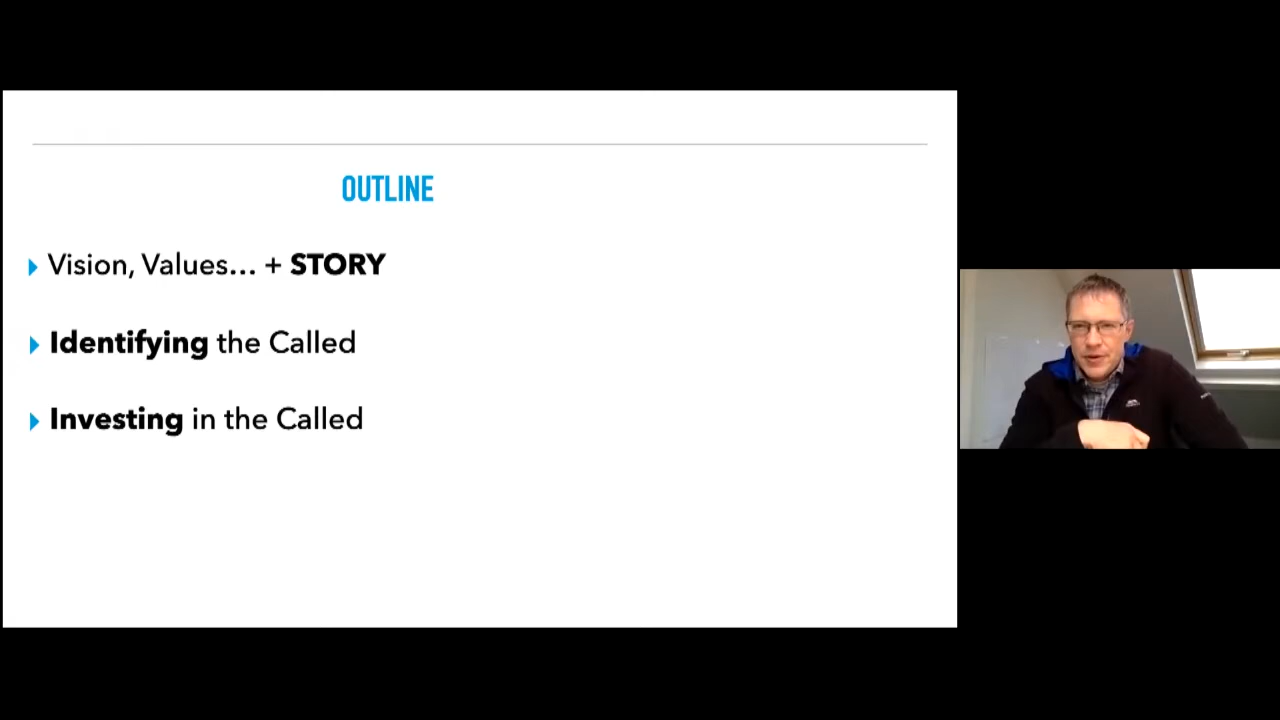 OUTLINE
Vision, Values... + STORY
Identifying the Called
Investing in the Called